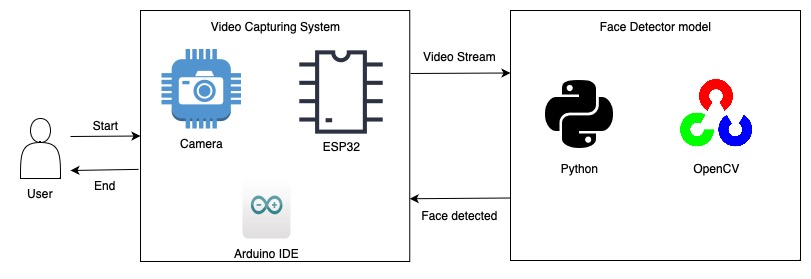 Video Capturing System
Face Detector model
Video Stream
Start
Camera
ESP32
Python
OpenCV
User
End
Face detected
Arduino IDE